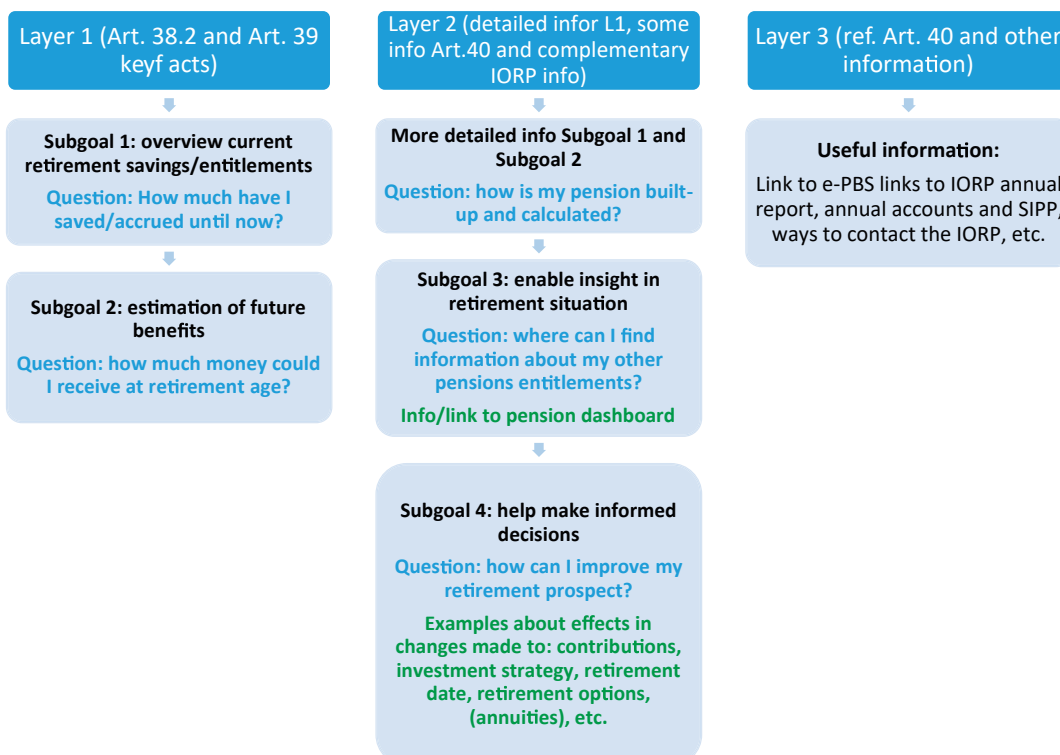 Layer 1 (Art. 38.2 and Art. 39
keyf acts)
Subgoal 1: overview current
retirement savings/entitlements
Question: How much have I
saved/accrued until now?
Subgoal 2: estimation of future
benefits
Question: how much money could
I receive at retirement age?
Layer 2 (detailed infor L1, some
info Art.40 and complementary
IORP info)
More detailed info Subgoal 1 and
Subgoal 2
Question: how is my pension built-
up and calculated?
Subgoal 3: enable insight in
retirement situation
Question: where can I find
information about my other
pensions entitlements?
Info/link to pension dashboard
Subgoal 4: help make informed
decisions
Question: how can I improve my
retirement prospect?
Examples about effects in
changes made to: contributions,
investment strategy, retirement
date, retirement options,
(annuities), etc.
Layer 3 (ref. Art. 40 and other
information)
Useful information:
Link to e-PBS links to IORP annual
report, annual accounts and SIPP,
ways to contact the IORP, etc.